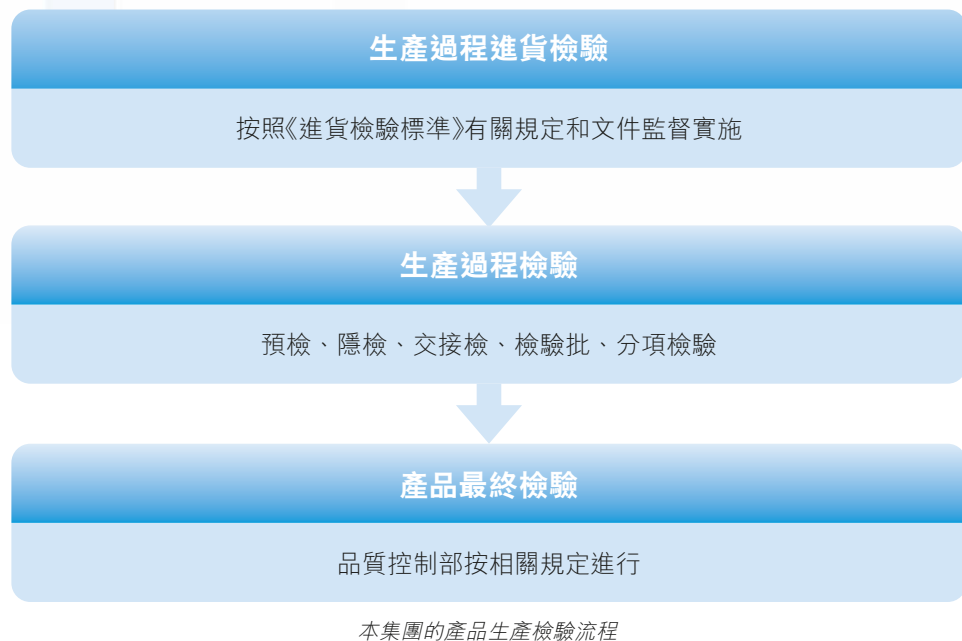 生產過程進貨檢驗
按照《進貨檢驗標準》有關規定和文件監督實施
生產過程檢驗
預檢、隱檢、交接檢、檢驗批、分項檢驗
產品最終檢驗
品質控制部按相關規定進行
本集團的產品生產檢驗流程